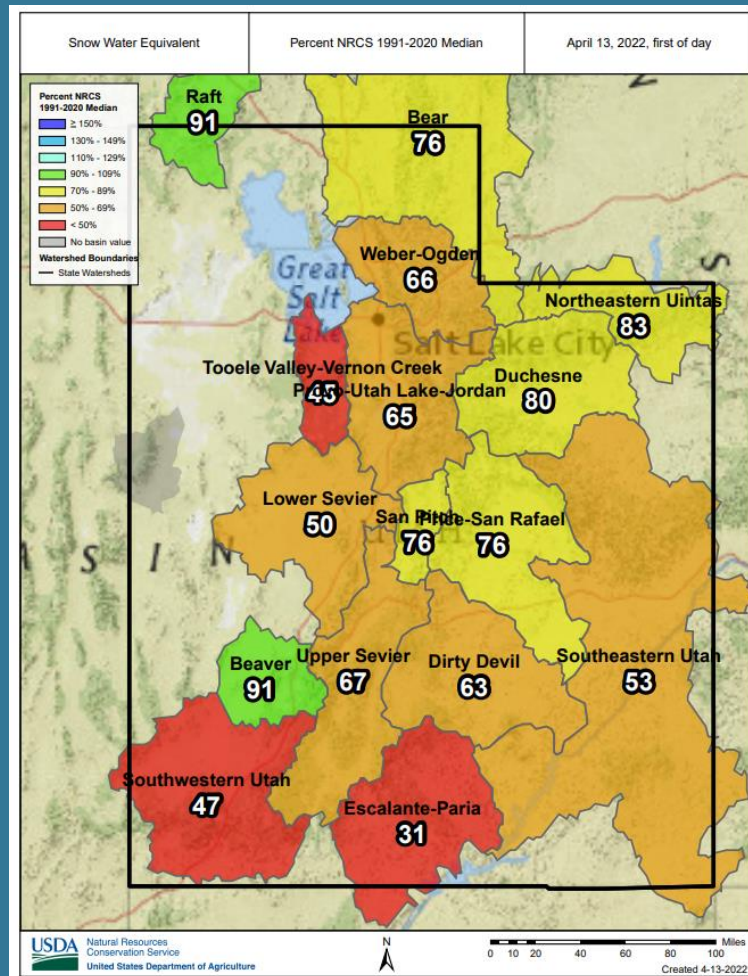 Snow Water Equivalent
Percent NRCS 1991-2020 Median
April 13, 2022, first of day
Percent NRCS
1991-2020 Median
≥ 150%
130% - 149%
110% - 129%
90% - 109%
70% - 89%
50% - 69%
< 50%
No basin value
Watershed Boundaries
State Watersheds
Raft
91
Bear
76
Weber-Ogden
66
Great
Salt
Lake
Northeastern Uintas
83
Salt Lake City
Tooele Valley-Vernon Creek
45
Provo-Utah Lake-Jordan
65
Duchesne
80
Lower Sevier
50
San Pitch
76
Price-San Rafael
76
A S I N
S
Beaver
91
Upper Sevier
67
Dirty Devil
63
Southeastern Utah
53
Southwestern Utah
47
Escalante-Paria
31
USDA
Natural Resources
Conservation Service
United States Department of Agriculture
N
Miles
0 10 20 40 60 80 100
Created 4-13-2022